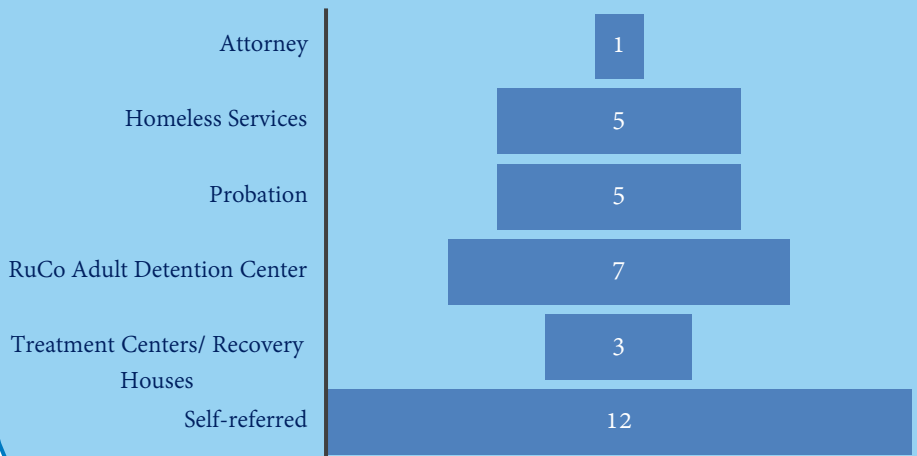 Attorney 1
Homeless Services 5
Probation 5
RuCo Adult Detention Center 7
Treatment Centers/ Recovery 3
Houses
Self-referred 12